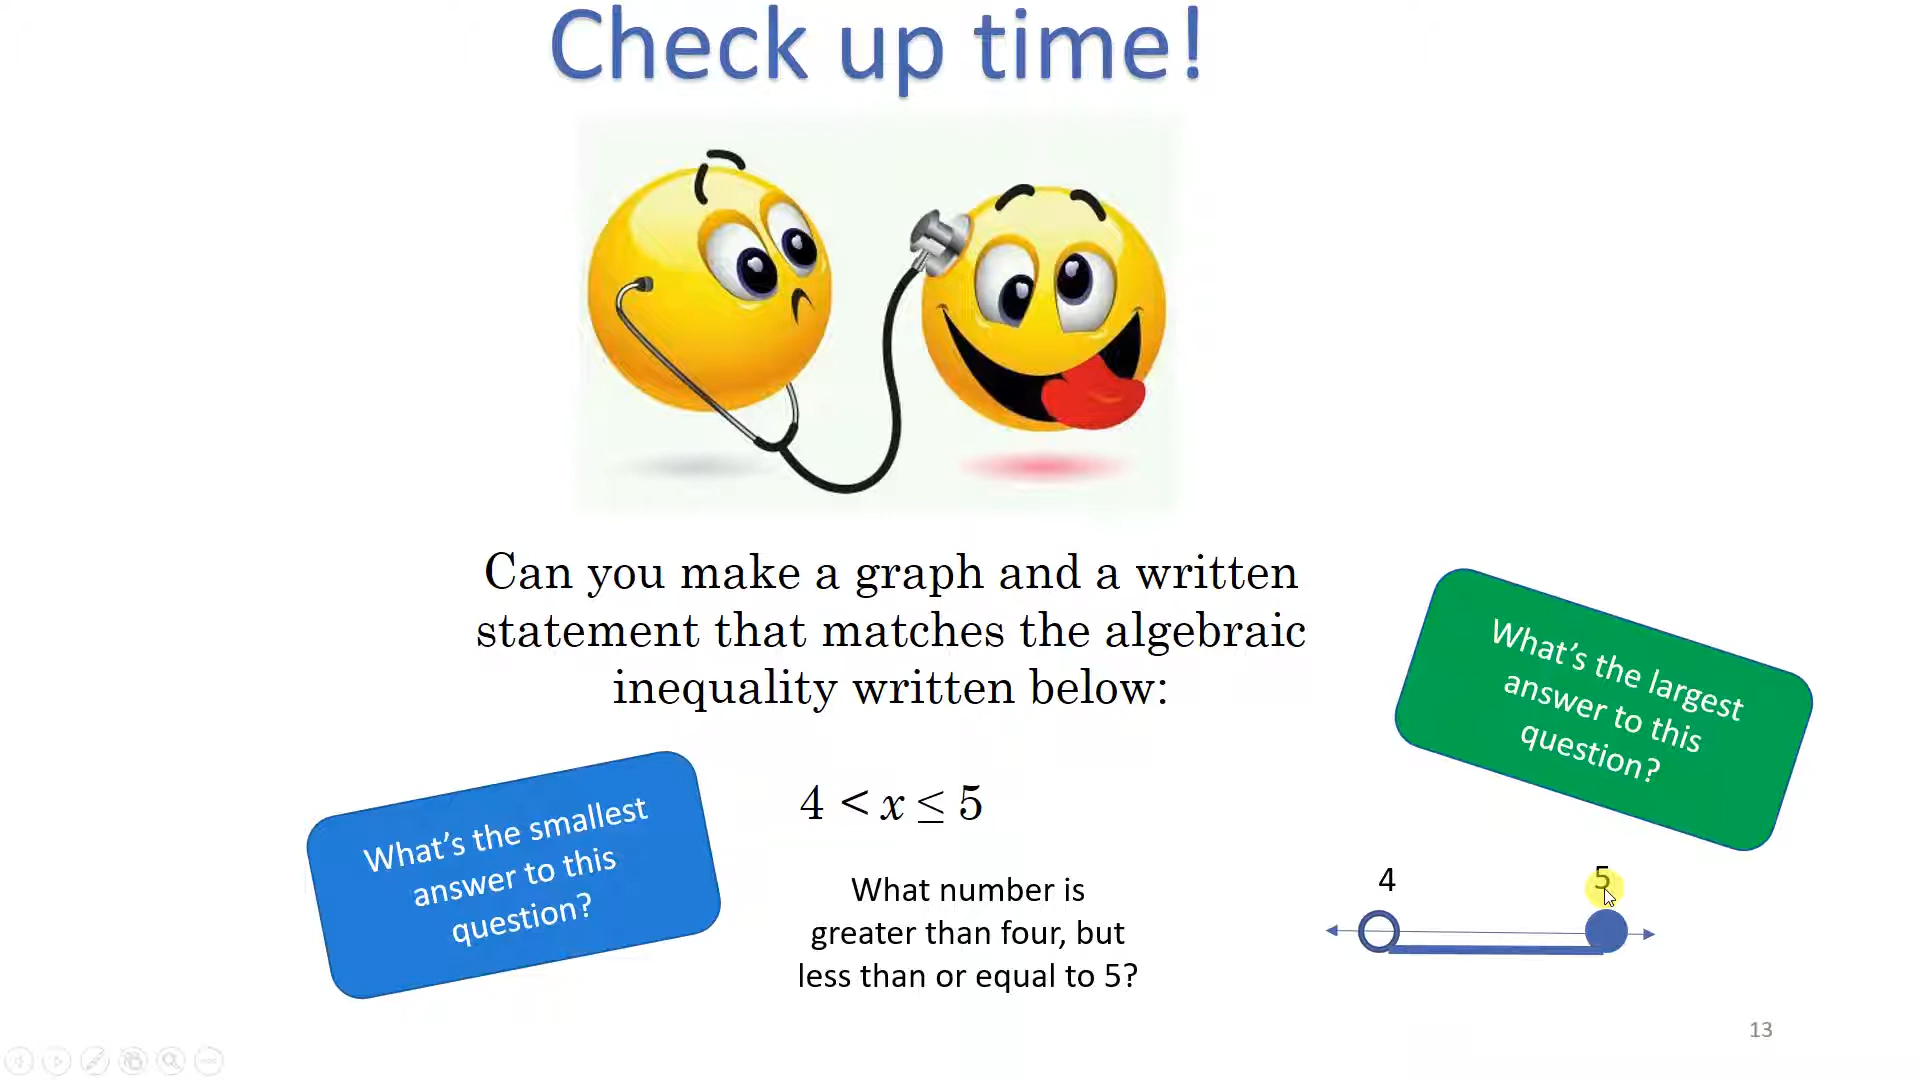 Check up time!
Can you make a graph and a written
statement that matches the algebraic
inequality written below:
What's the largest
answer to this
question?
4 < x ≤ 5
What's the smallest
answer to this
question?
What number is
greater than four, but
less than or equal to 5?
4 5
13